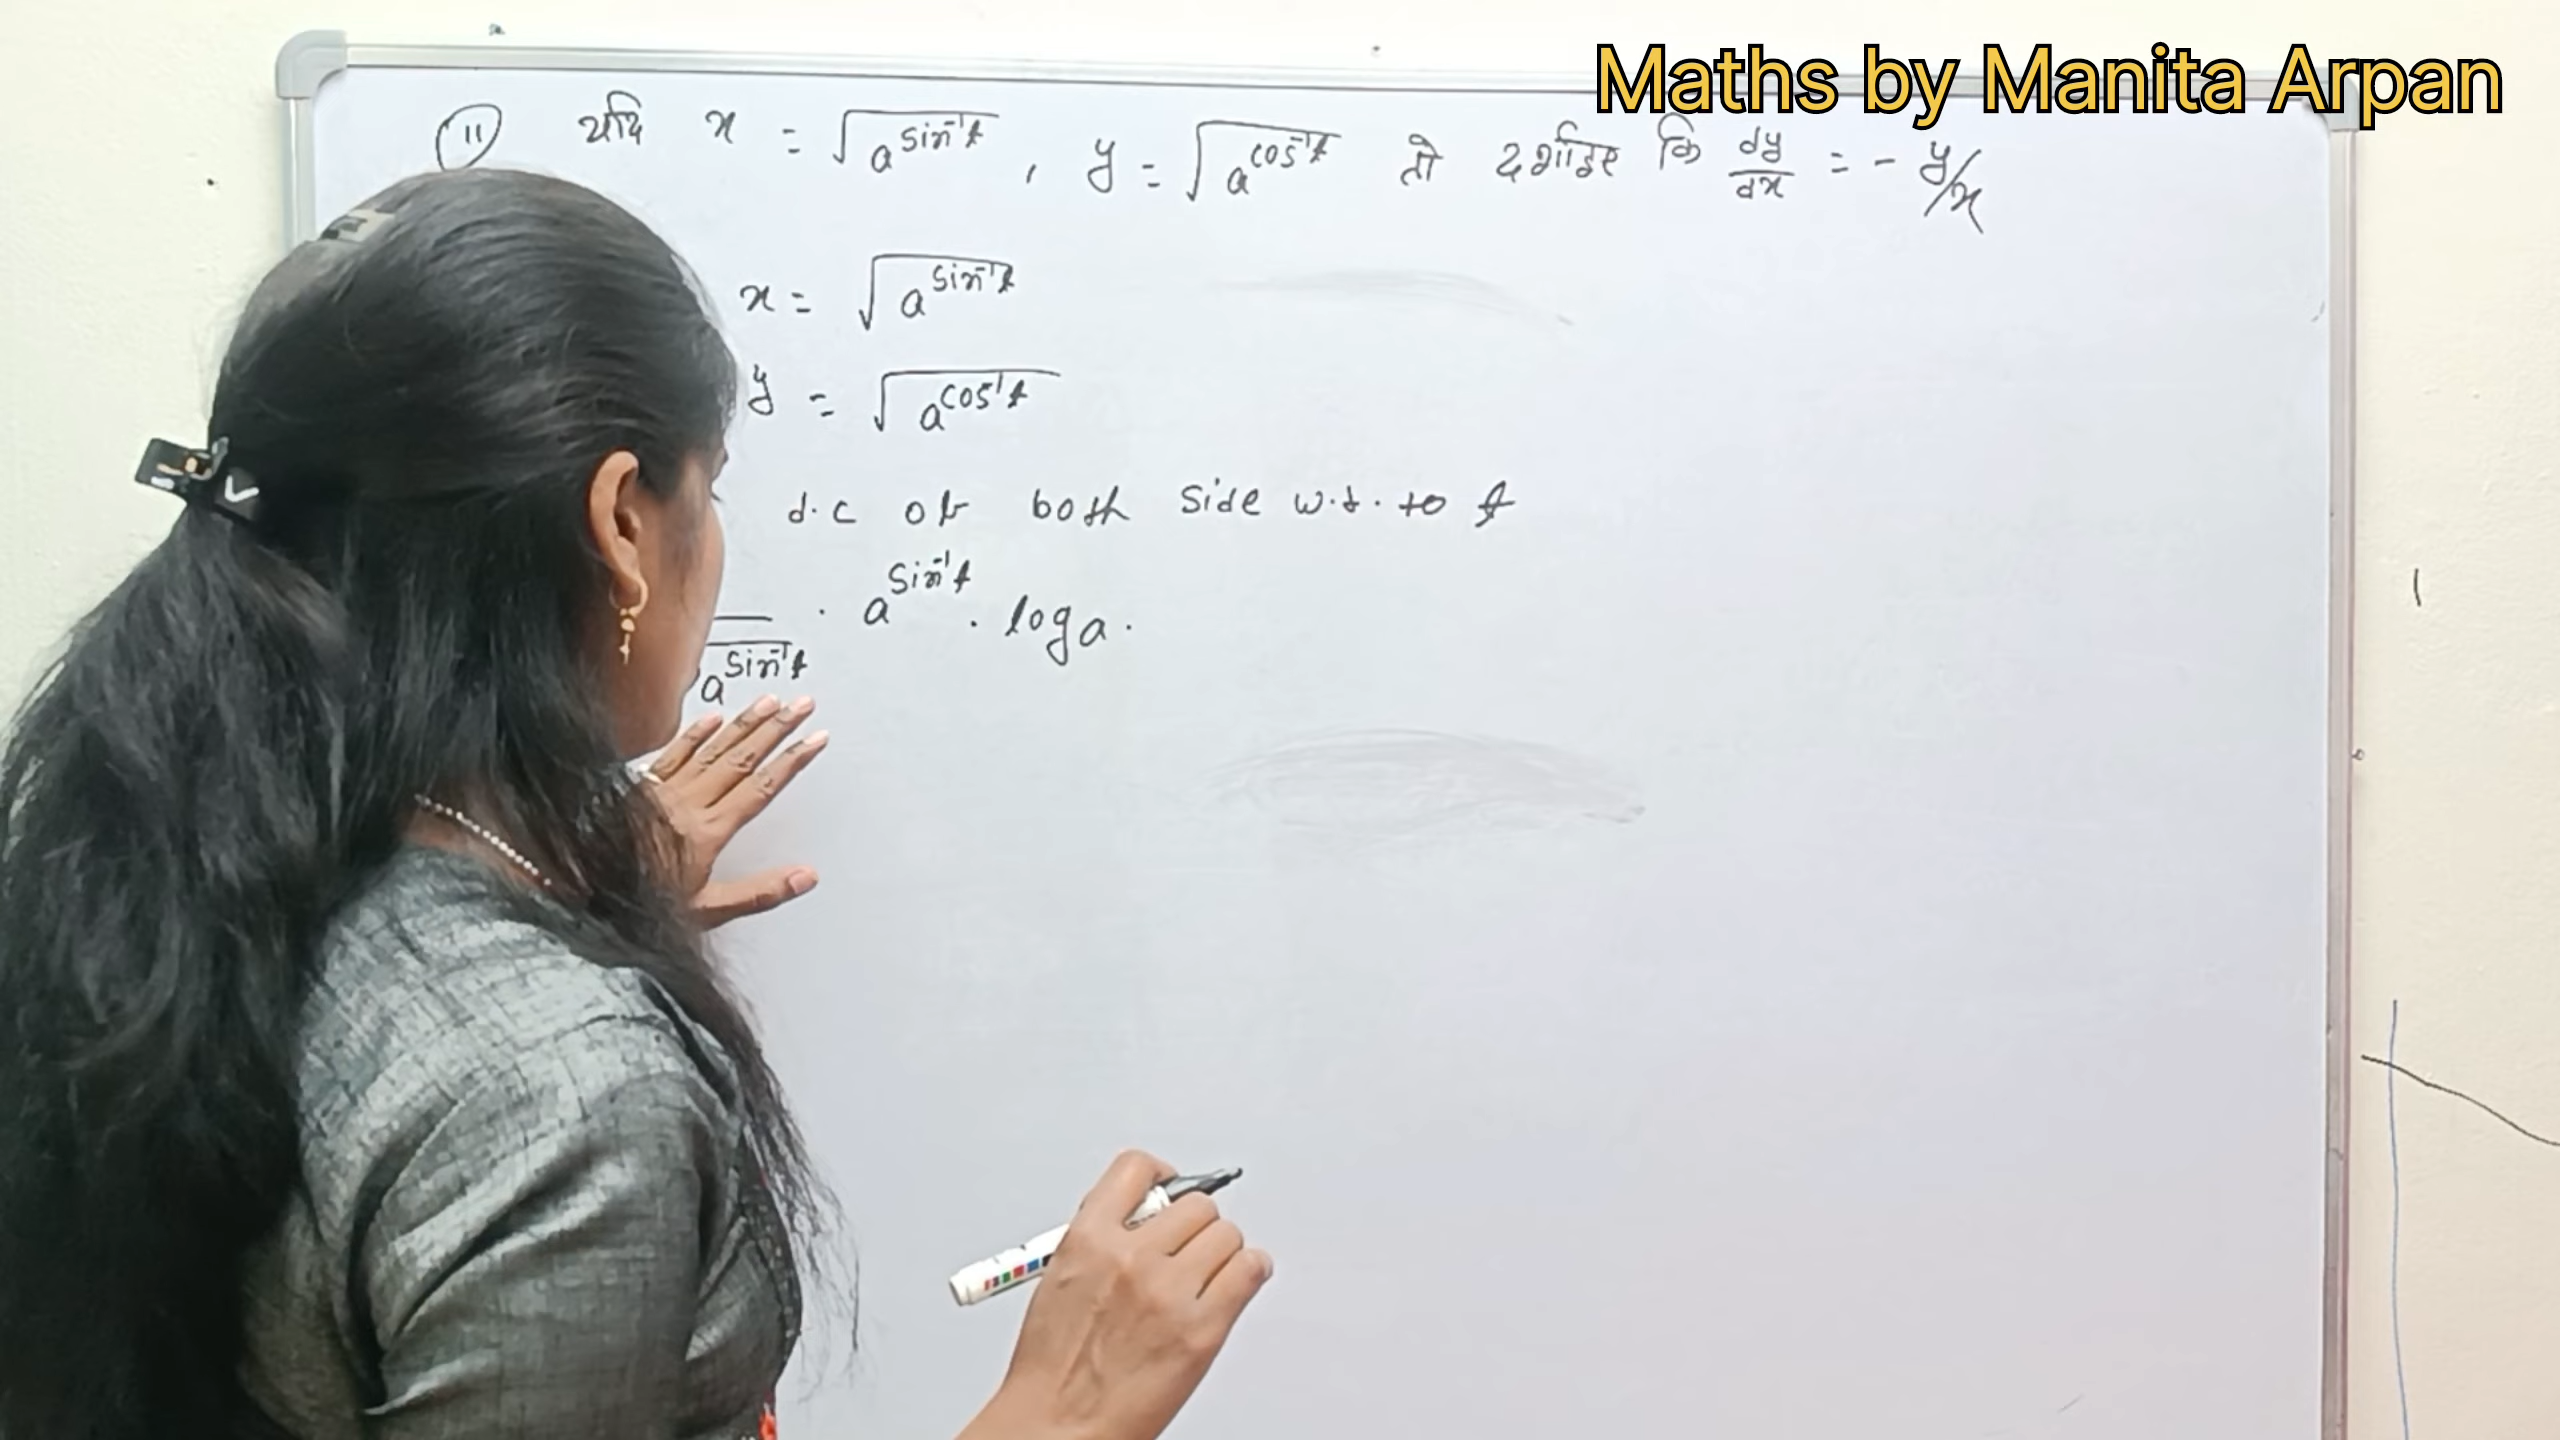 Maths by Manita Arpan
(11) यदि x = √a^sin⁻¹t , y = √a^cos⁻¹t तो दर्शाइए कि dy/dx = - y/x
x = √a^sin⁻¹t
y = √a^cos⁻¹t
d.c of both side w.r.to t
. a^sin⁻¹t . log a .
a^sin⁻¹t